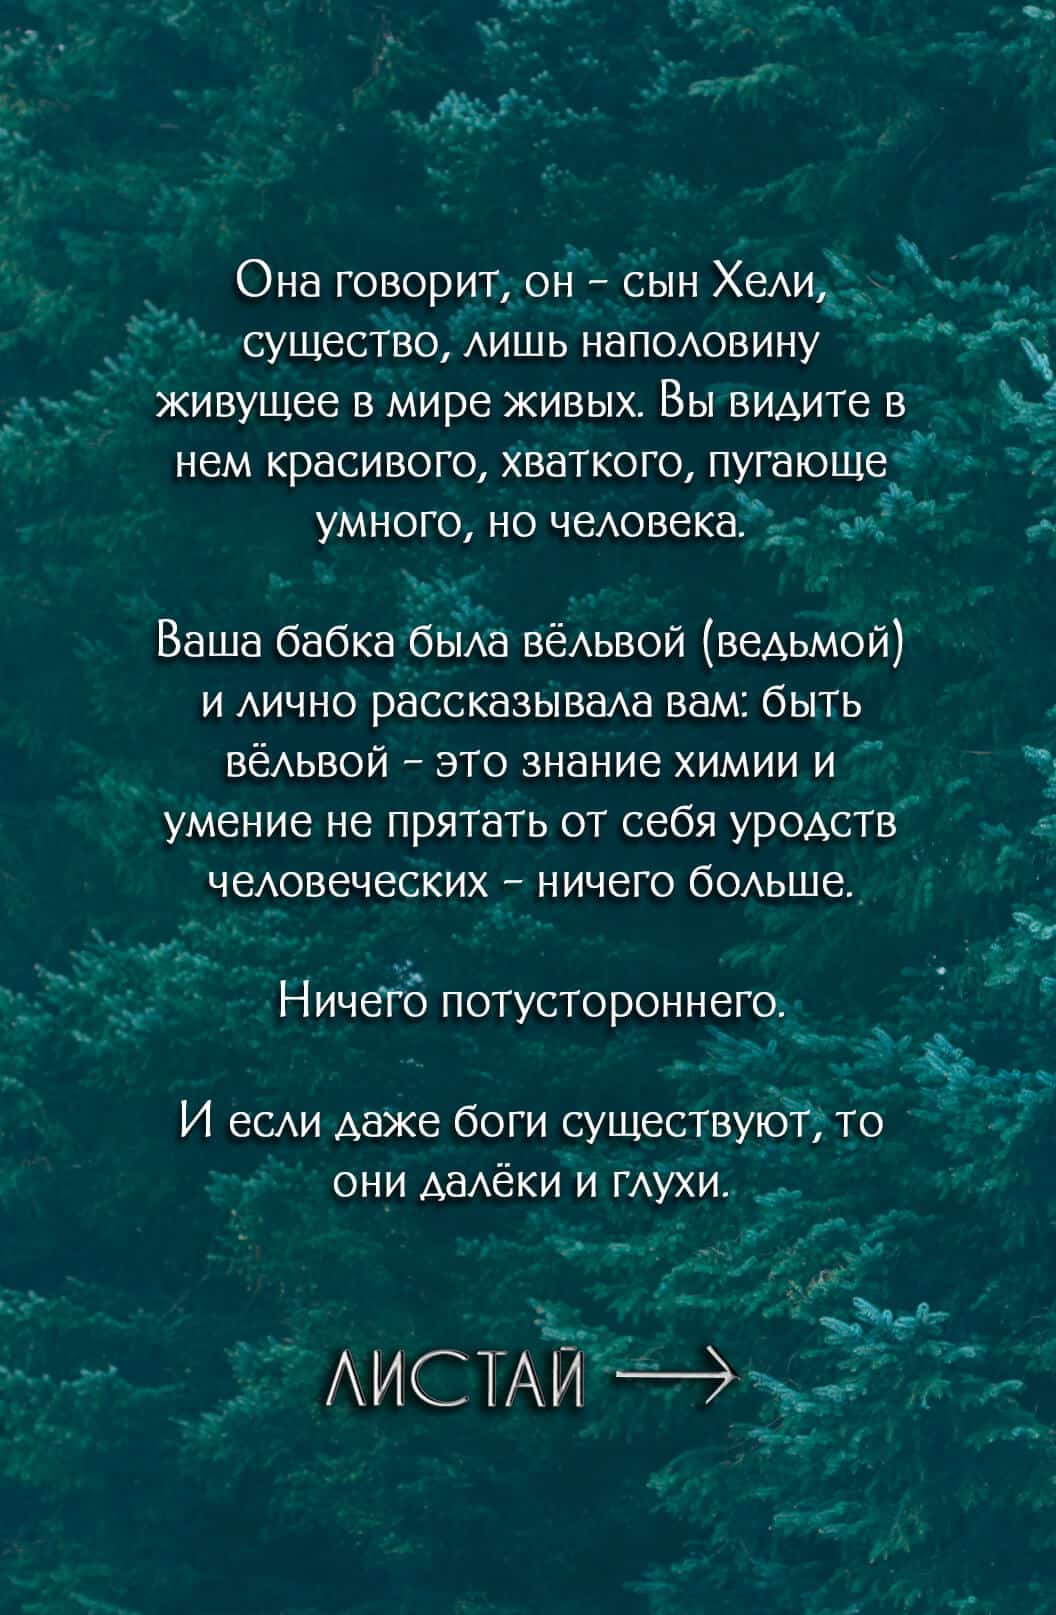 Она говорит, он – сын Хели,
существо, лишь наполовину
живущее в мире живых. Вы видите в
нем красивого, хваткого, пугающе
умного, но человека.
Ваша бабка была вёльвой (ведьмой)
и лично рассказывала вам: быть
вёльвой – это знание химии и
умение не прятать от себя уродств
человеческих – ничего больше.
Ничего потустороннего.
И если даже боги существуют, то
они далёки и глухи.
ЛИСТАЙ →